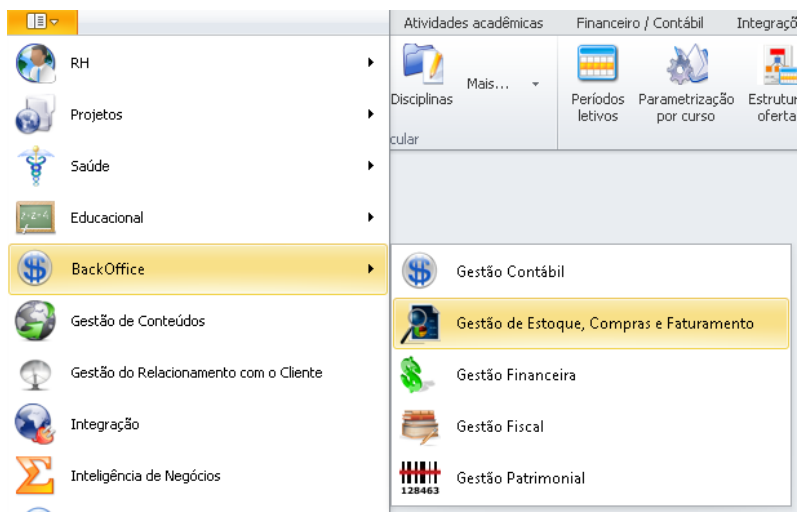 Atividades acadêmicas
Financeiro / Contábil
Integraçõ
Disciplinas
Mais...
Períodos
letivos
Parametrização
por curso
Estrutur
oferta
cular
RH
Projetos
Saúde
Educacional
BackOffice
Gestão de Conteúdos
Gestão do Relacionamento com o Cliente
Integração
Inteligência de Negócios
Gestão Contábil
Gestão de Estoque, Compras e Faturamento
Gestão Financeira
Gestão Fiscal
Gestão Patrimonial
128463